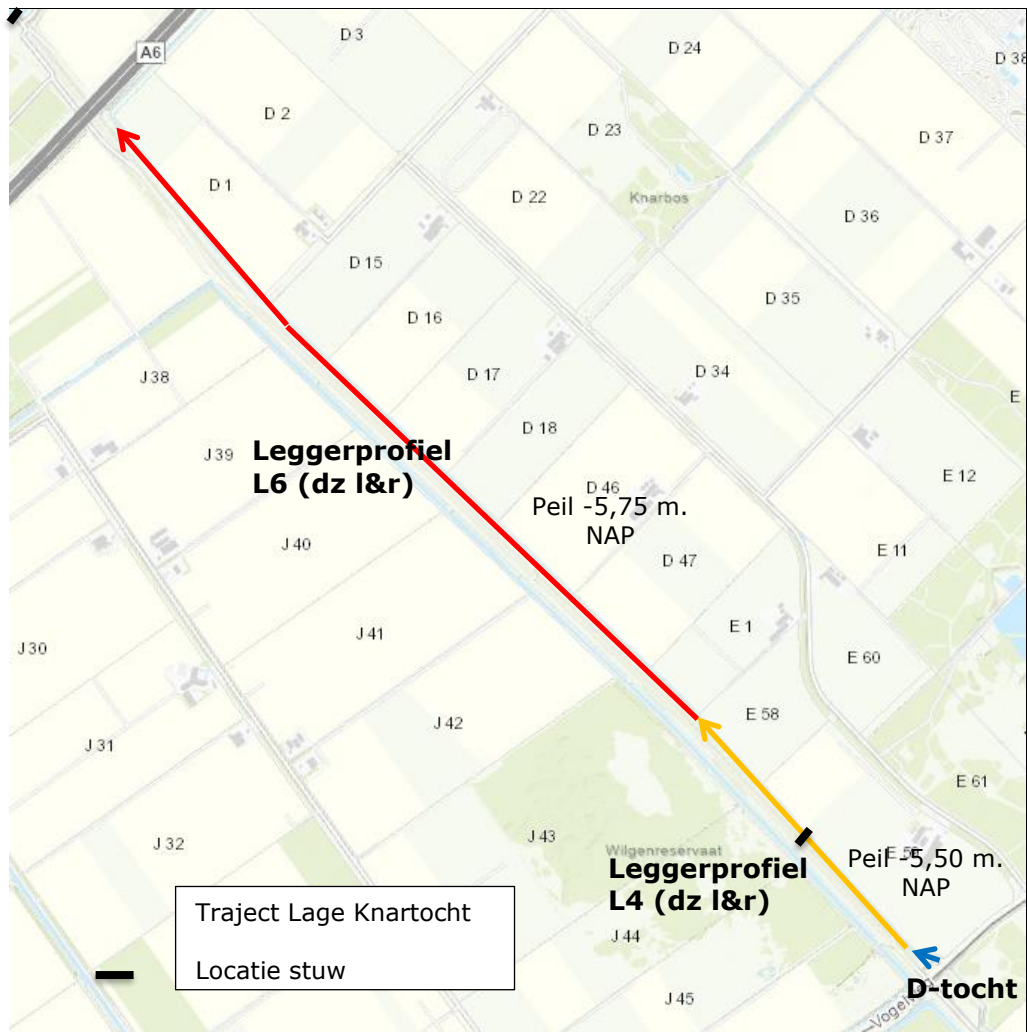 D 3
D 24
D 38
A6
D 2
D 23
D 37
D 1
D 22
Knarbos
D 36
D 15
D 16
D 35
J 38
D 17
D 34
E
D 18
Leggerprofiel
L6 (dz l&r)
J 39
E 12
D 46
Peil -5,75 m.
NAP
J 40
E 11
D 47
J 41
E 1
J 30
E 60
J 42
E 58
J 31
E 61
J 43
J 32
Wilgenreservaat
Peil -5,50 m.
NAP
Leggerprofiel
L4 (dz l&r)
Traject Lage Knartocht
J 44
Locatie stuw
D-tocht
J 45